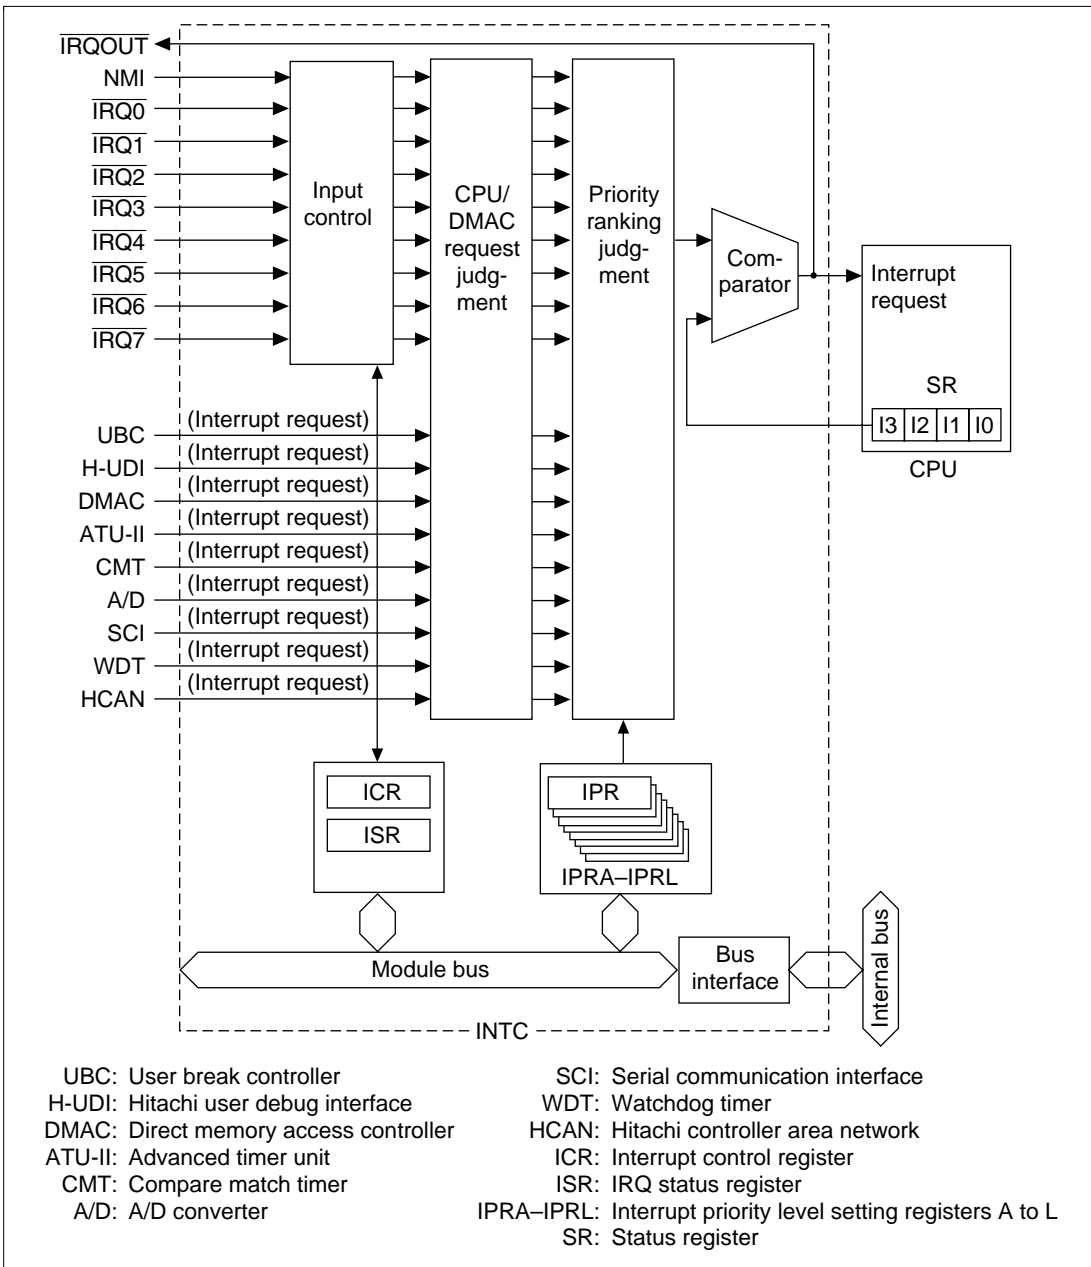 IRQOUT
NMI
IRQ0
IRQ1
IRQ2
IRQ3
IRQ4
IRQ5
IRQ6
IRQ7
Input
control
CPU/
DMAC
request
judg-
ment
Priority
ranking
judg-
ment
Com-
parator
Interrupt
request
SR
I3 I2 I1 I0
CPU
UBC (Interrupt request)
H-UDI (Interrupt request)
DMAC (Interrupt request)
ATU-II (Interrupt request)
CMT (Interrupt request)
A/D (Interrupt request)
SCI (Interrupt request)
WDT (Interrupt request)
HCAN (Interrupt request)
ICR
ISR
IPR
IPRA–IPRL
Module bus
Bus
interface
Internal bus
INTC
UBC: User break controller
H-UDI: Hitachi user debug interface
DMAC: Direct memory access controller
ATU-II: Advanced timer unit
CMT: Compare match timer
A/D: A/D converter
SCI: Serial communication interface
WDT: Watchdog timer
HCAN: Hitachi controller area network
ICR: Interrupt control register
ISR: IRQ status register
IPRA–IPRL: Interrupt priority level setting registers A to L
SR: Status register